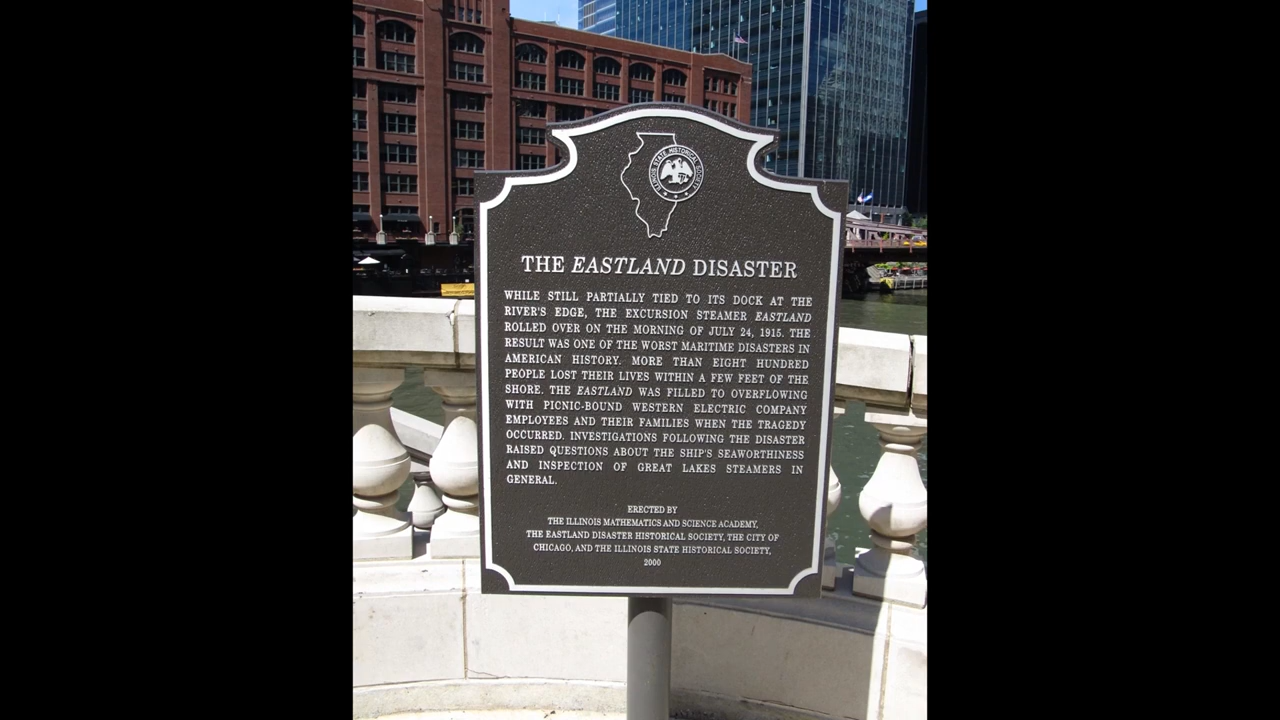 ILLINOIS STATE HISTORICAL SOCIETY
THE EASTLAND DISASTER
WHILE STILL PARTIALLY TIED TO ITS DOCK AT THE
RIVER'S EDGE, THE EXCURSION STEAMER EASTLAND
ROLLED OVER ON THE MORNING OF JULY 24, 1915. THE
RESULT WAS ONE OF THE WORST MARITIME DISASTERS IN
AMERICAN HISTORY. MORE THAN EIGHT HUNDRED
PEOPLE LOST THEIR LIVES WITHIN A FEW FEET OF THE
SHORE. THE EASTLAND WAS FILLED TO OVERFLOWING
WITH PICNIC-BOUND WESTERN ELECTRIC COMPANY
EMPLOYEES AND THEIR FAMILIES WHEN THE TRAGEDY
OCCURRED. INVESTIGATIONS FOLLOWING THE DISASTER
RAISED QUESTIONS ABOUT THE SHIP'S SEAWORTHINESS
AND INSPECTION OF GREAT LAKES STEAMERS IN
GENERAL.
ERECTED BY
THE ILLINOIS MATHEMATICS AND SCIENCE ACADEMY,
THE EASTLAND DISASTER HISTORICAL SOCIETY, THE CITY OF
CHICAGO, AND THE ILLINOIS STATE HISTORICAL SOCIETY,
2000